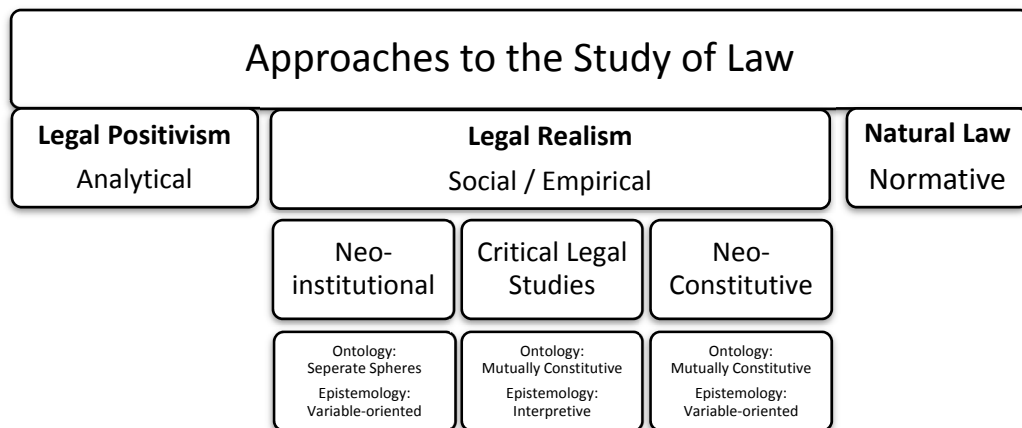 Approaches to the Study of Law
Legal Positivism
Analytical
Legal Realism
Social / Empirical
Natural Law
Normative
Neo-
institutional
Critical Legal
Studies
Neo-
Constitutive
Ontology:
Seperate Spheres
Epistemology:
Variable-oriented
Ontology:
Mutually Constitutive
Epistemology:
Interpretive
Ontology:
Mutually Constitutive
Epistemology:
Variable-oriented